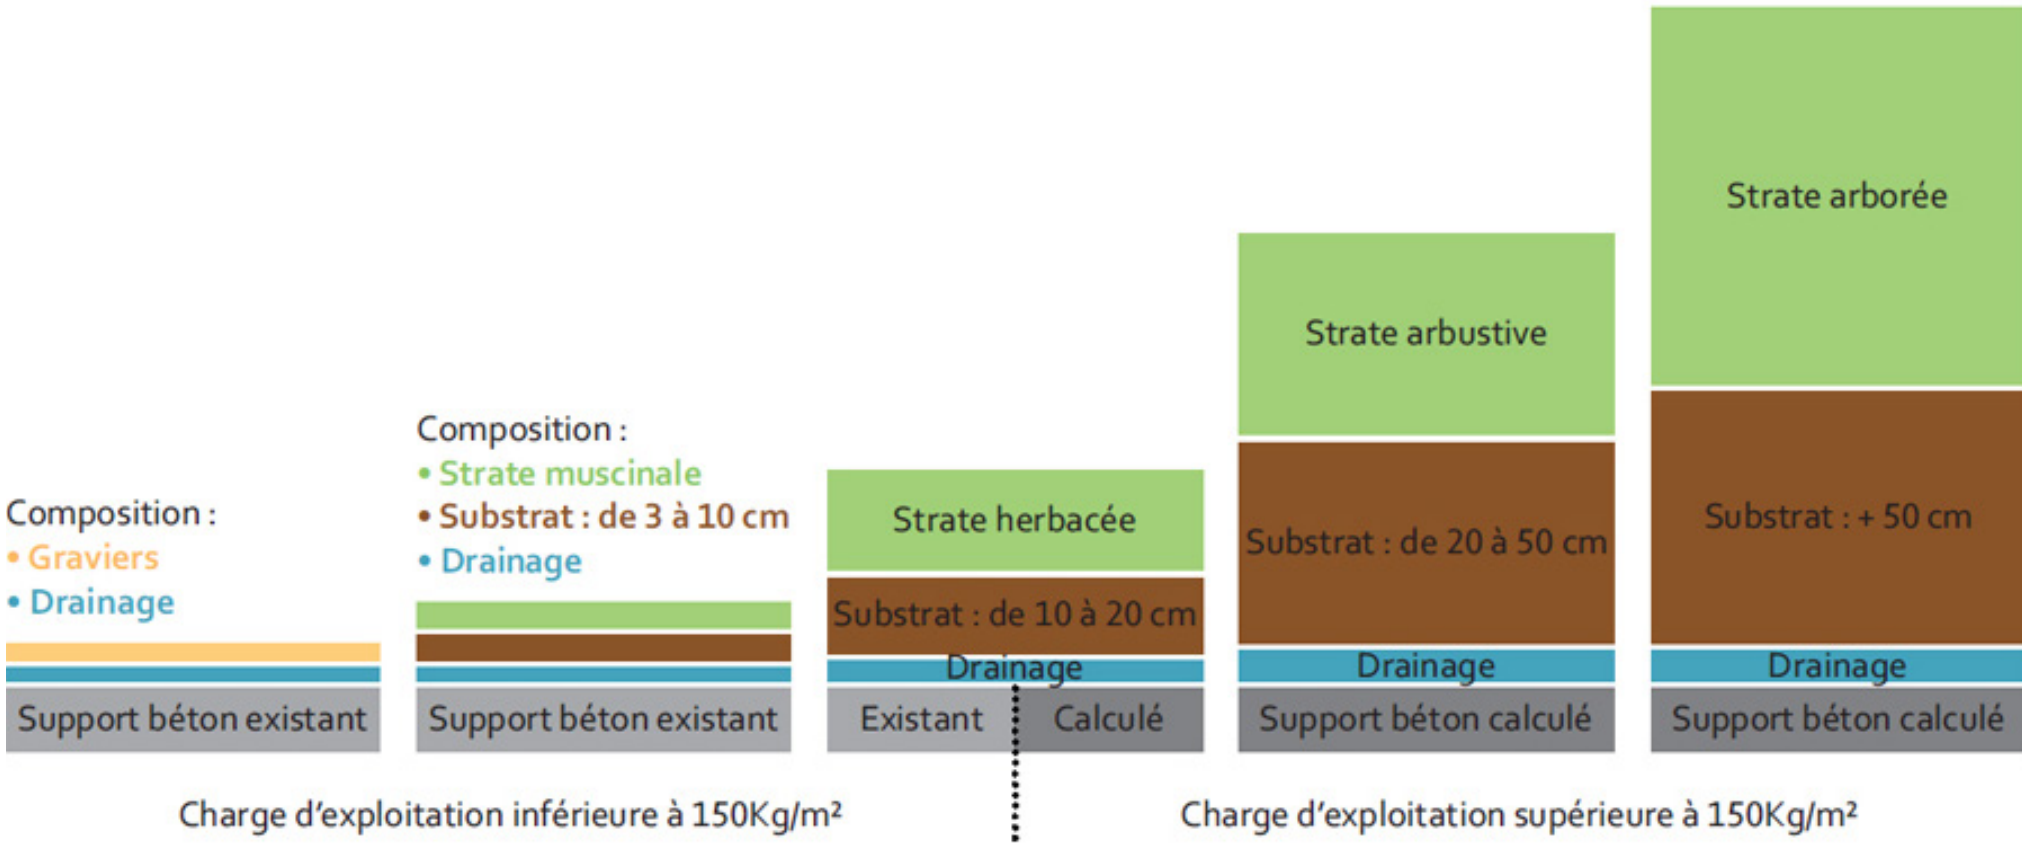 Composition :
• Graviers
• Drainage
Support béton existant
Composition :
• Strate muscinale
• Substrat : de 3 à 10 cm
• Drainage
Support béton existant
Strate herbacée
Substrat : de 10 à 20 cm
Drainage
Existant
Calculé
Strate arbustive
Substrat : de 20 à 50 cm
Drainage
Support béton calculé
Strate arborée
Substrat : + 50 cm
Drainage
Support béton calculé
Charge d'exploitation inférieure à 150Kg/m²
Charge d'exploitation supérieure à 150Kg/m²